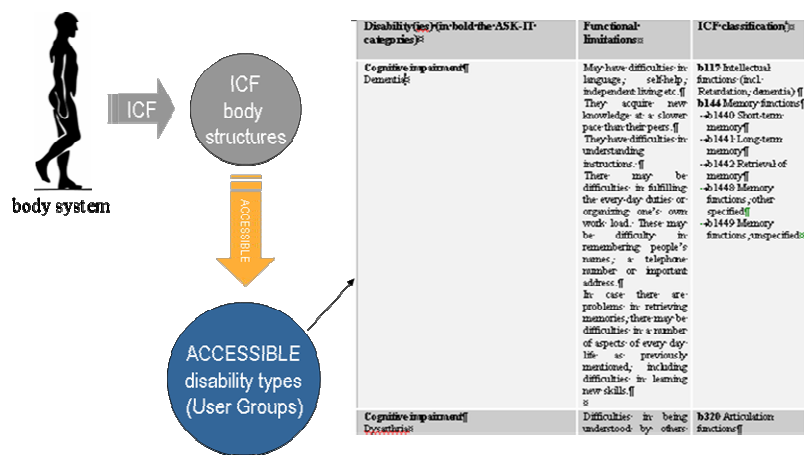 ICF
ICF
body
structures
body system
ACCESSIBLE
ACCESSIBLE
disability types
(User Groups)
Disability(ies) (in bold the ASK-IT
categories)
Functional
limitations
ICF classification
Cognitive impairment¶
Dementia
May have difficulties in
language, self-help,
independent living etc.¶
They acquire new
knowledge at a slower
pace than their peers.¶
They have difficulties in
understanding
instructions.¶
There may be
difficulties in fulfilling
the every-day duties or
organizing one's own
work load. These may
be difficulty in
remembering people's
names, a telephone
number or important
address.¶
In case there are
problems in retrieving
memories, there may be
difficulties in a number
of aspects of every day
life as previously
mentioned, including
difficulties in learning
new skills.¶
b117 Intellectual
functions (incl.
Retardation, dementia)¶
b144 Memory functions¶
b1440 Short-term
memory¶
b1441 Long-term
memory¶
b1442 Retrieval of
memory¶
b1448 Memory
functions, other
specified¶
b1449 Memory
functions, unspecified
Cognitive impairment¶
Dysarthria
Difficulties in being
understood by others
b320 Articulation
functions¶